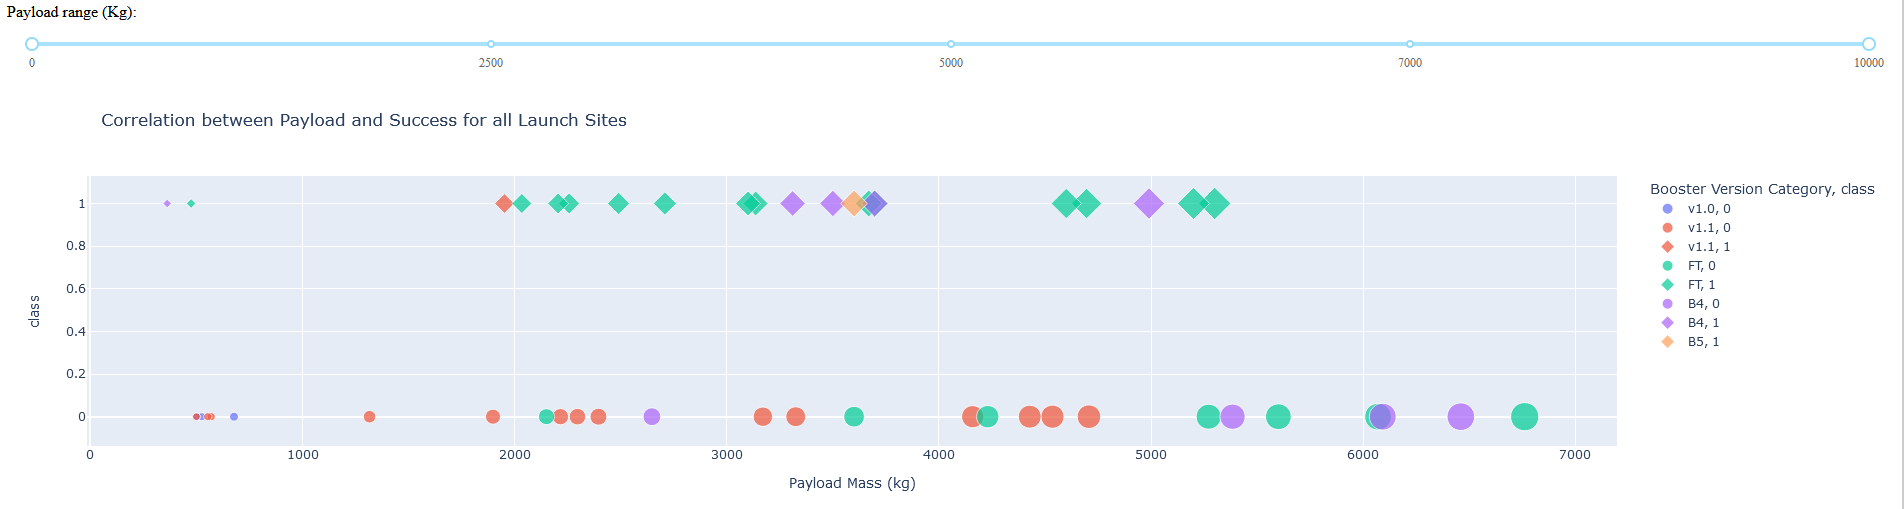 Payload range (Kg):
0 2500 5000 7000 10000
Correlation between Payload and Success for all Launch Sites
Booster Version Category, class
v1.0, 0
v1.1, 0
v1.1, 1
FT, 0
FT, 1
B4, 0
B4, 1
B5, 1
class
1
0.8
0.6
0.4
0.2
0
0 1000 2000 3000 4000 5000 6000 7000
Payload Mass (kg)